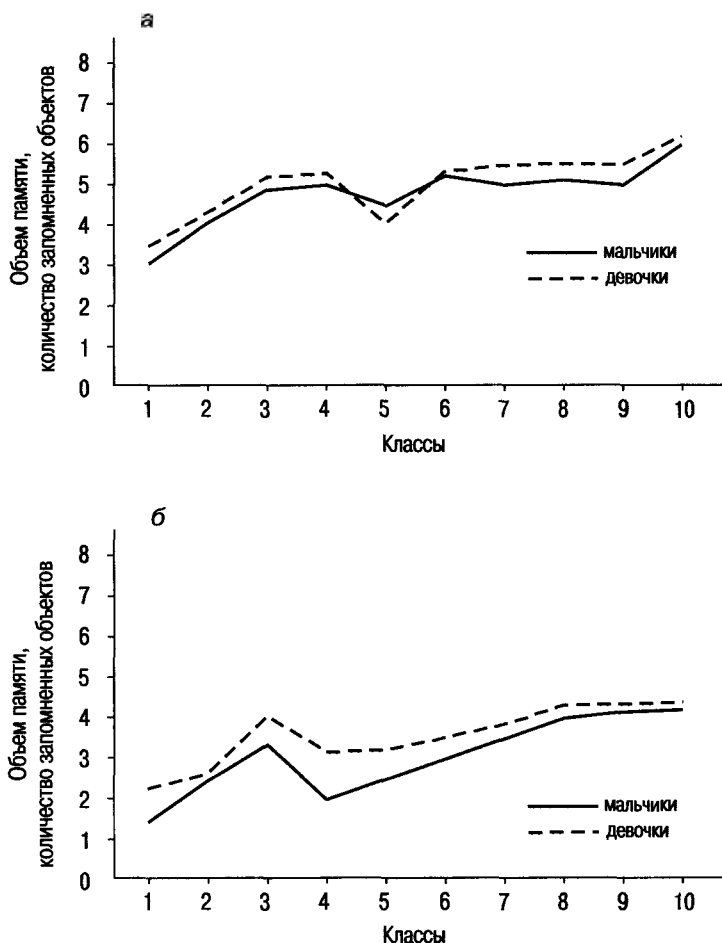 а
Объем памяти,
количество запомненных объектов
8
7
6
5
4
3
2
1
0
мальчики
девочки
1 2 3 4 5 6 7 8 9 10
Классы
б
Объем памяти,
количество запомненных объектов
8
7
6
5
4
3
2
1
0
мальчики
девочки
1 2 3 4 5 6 7 8 9 10
Классы